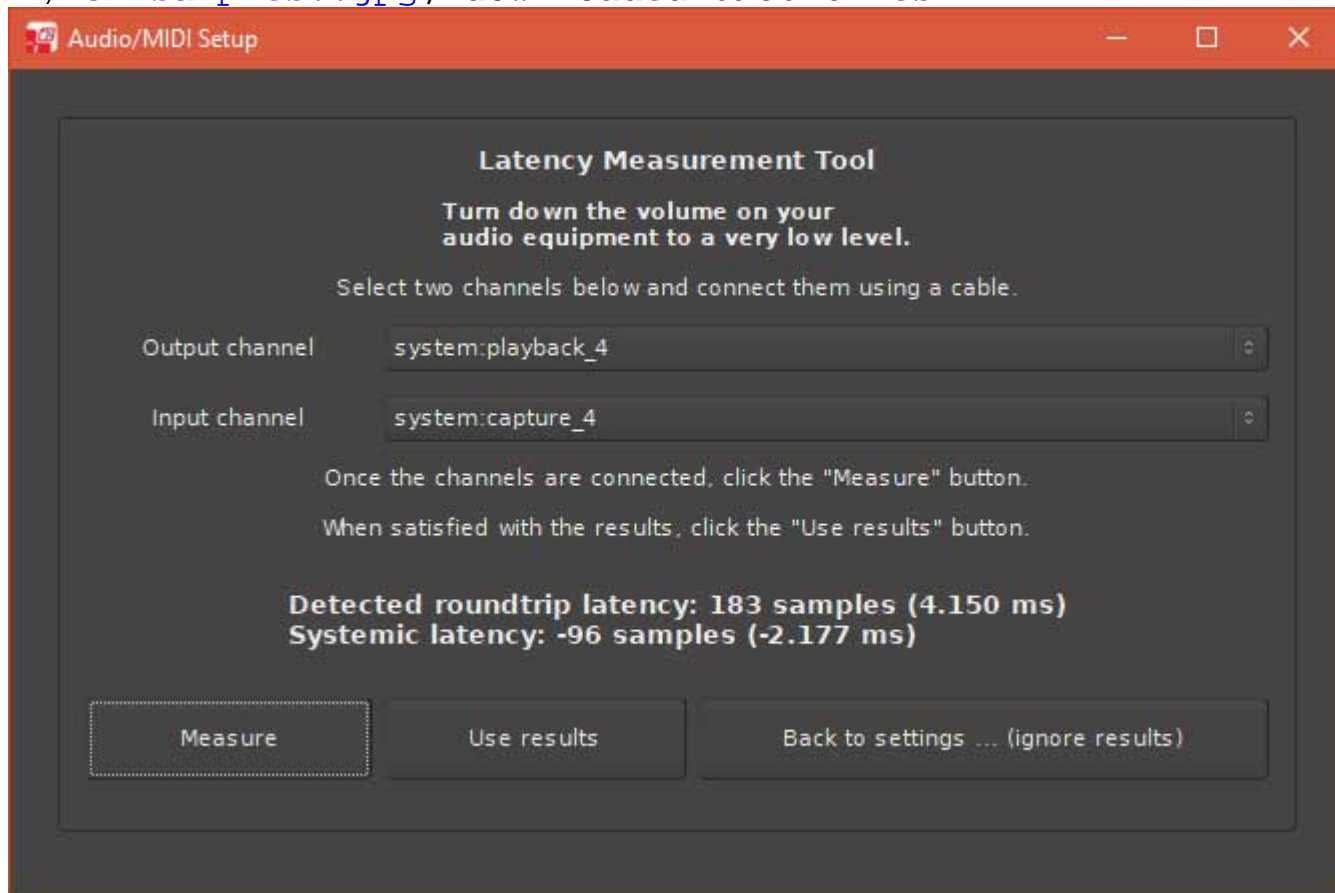 Audio/MIDI Setup
Latency Measurement Tool
Turn down the volume on your
audio equipment to a very low level.
Select two channels below and connect them using a cable.
Output channel system:playback_4
Input channel system:capture_4
Once the channels are connected, click the "Measure" button.
When satisfied with the results, click the "Use results" button.
Detected roundtrip latency: 183 samples (4.150 ms)
Systemic latency: -96 samples (-2.177 ms)
Measure Use results Back to settings ... (ignore results)